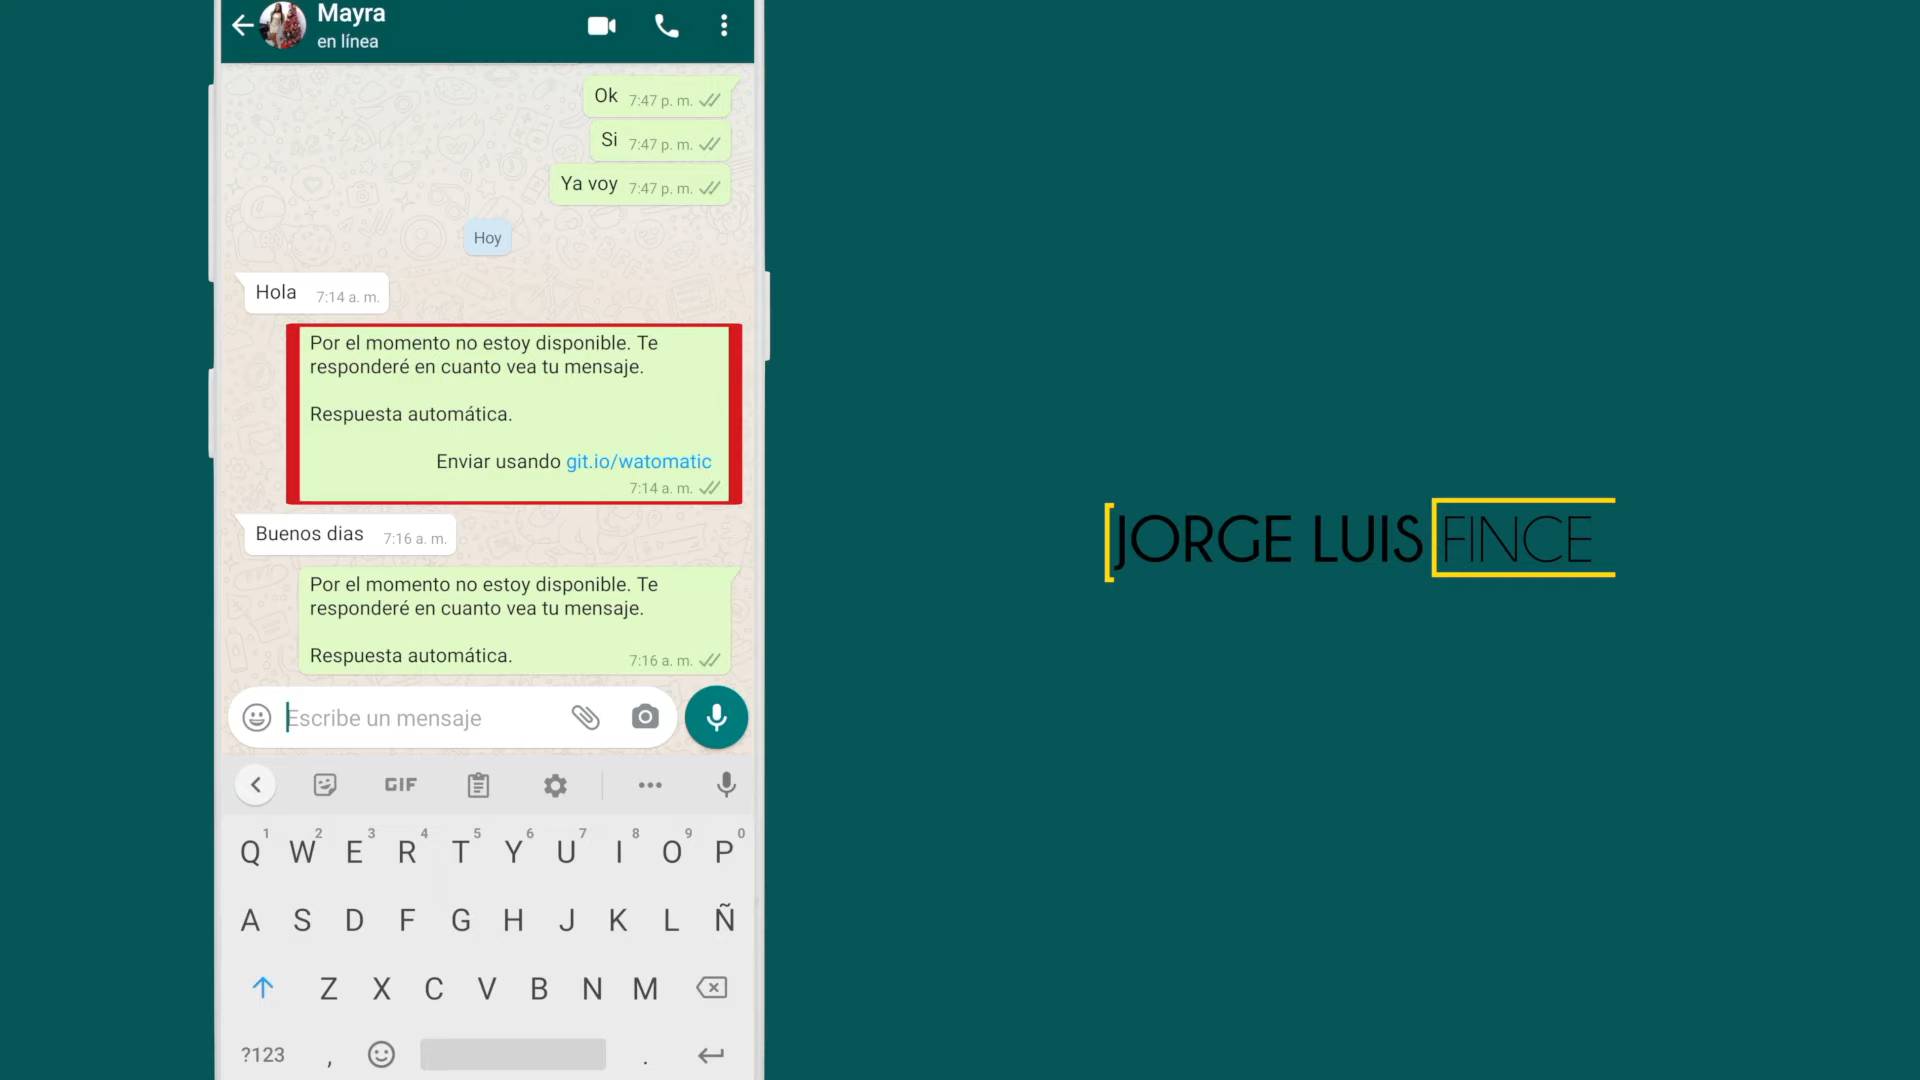 Mayra
en línea
Ok 7:47 p. m.
Si 7:47 p. m.
Ya voy 7:47 p. m.
Hoy
Hola 7:14 a. m.
Por el momento no estoy disponible. Te
responderé en cuanto vea tu mensaje.
Respuesta automática.
Enviar usando git.io/watomatic
7:14 a. m.
Buenos dias 7:16 a. m.
Por el momento no estoy disponible. Te
responderé en cuanto vea tu mensaje.
Respuesta automática. 7:16 a. m.
Escribe un mensaje
GIF
1 2 3 4 5 6 7 8 9 0
Q W E R T Y U I O P
A S D F G H J K L Ñ
Z X C V B N M
?123 , .
JORGE LUIS FINCE